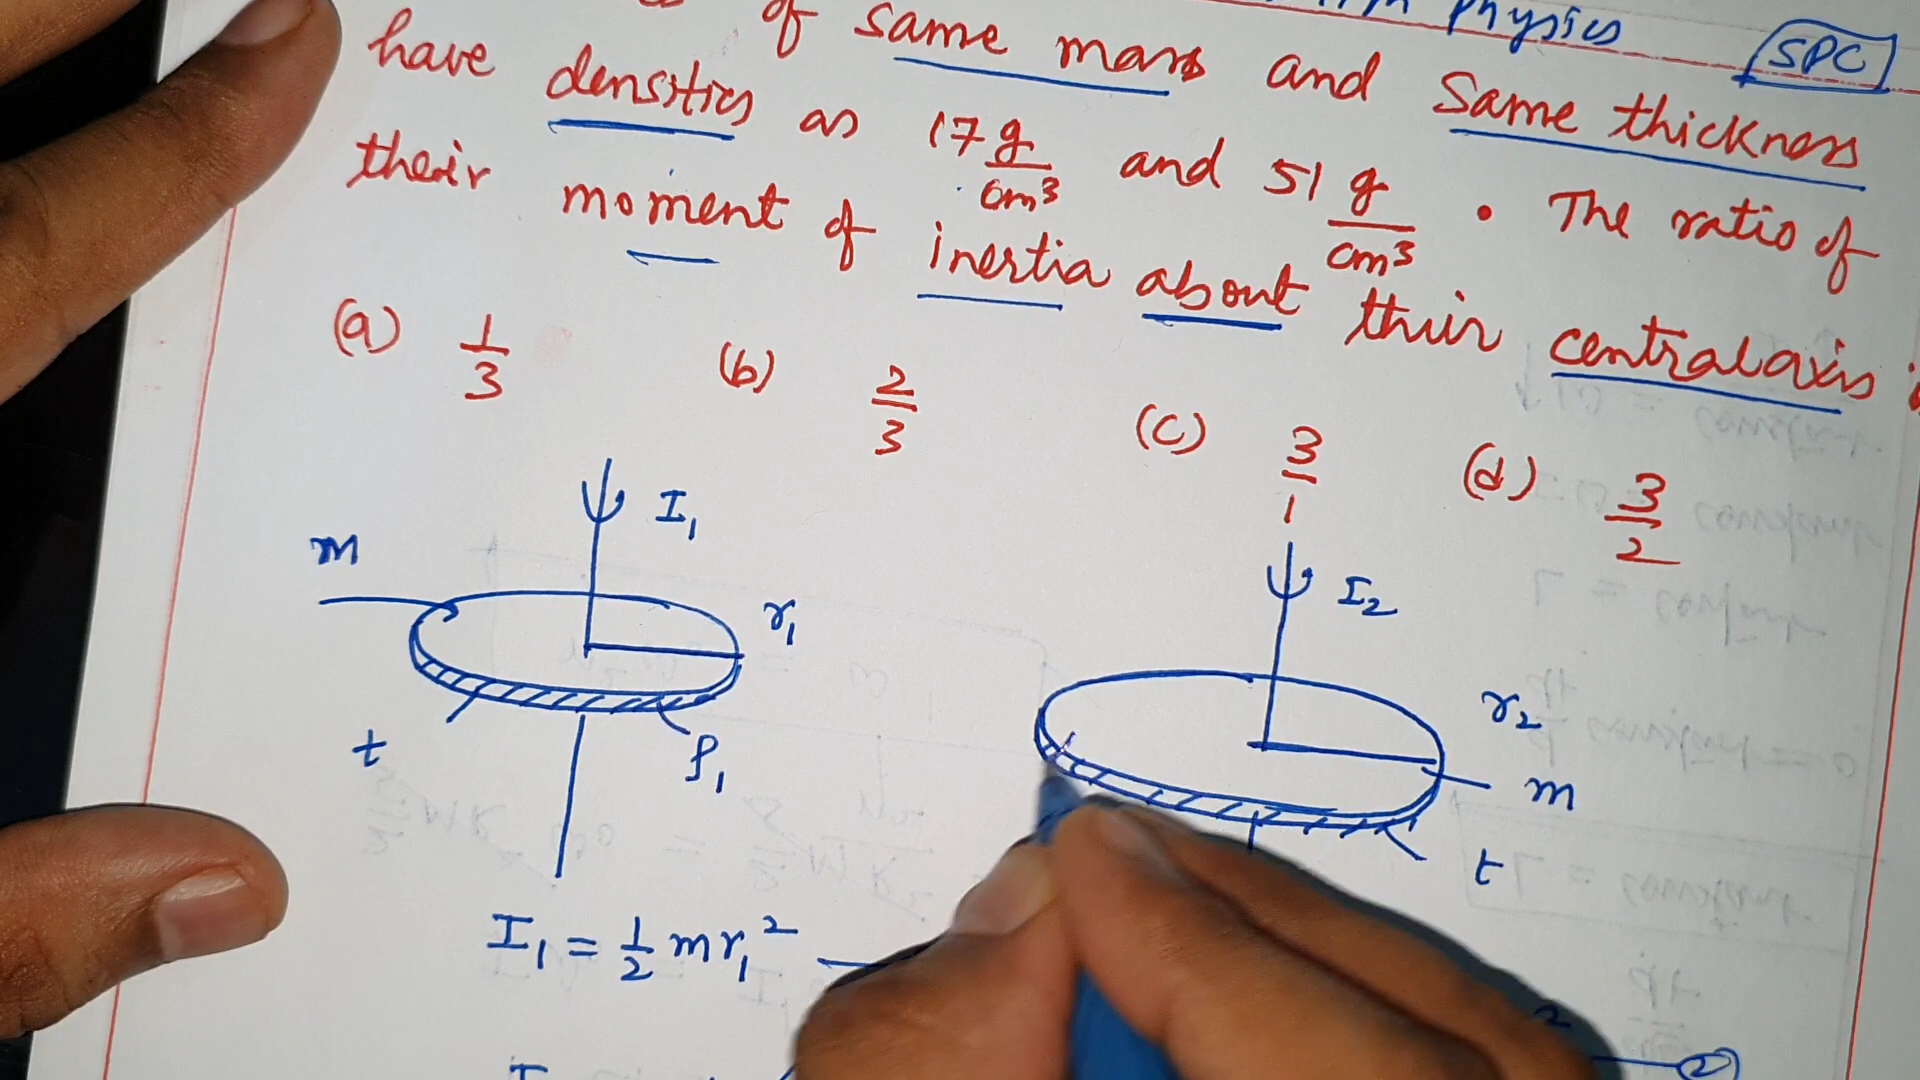 Physics
SPC
of same mass and same thickness
have densities as 17 g/cm³ and 51 g/cm³ . The ratio of
their moment of inertia about their central axis
(a) 1/3 (b) 2/3 (c) 3/1 (d) 3/2
I₁
m
r₁
t
ρ₁
I₂
r₂
m
t
I₁ = 1/2 m r₁²
2
2